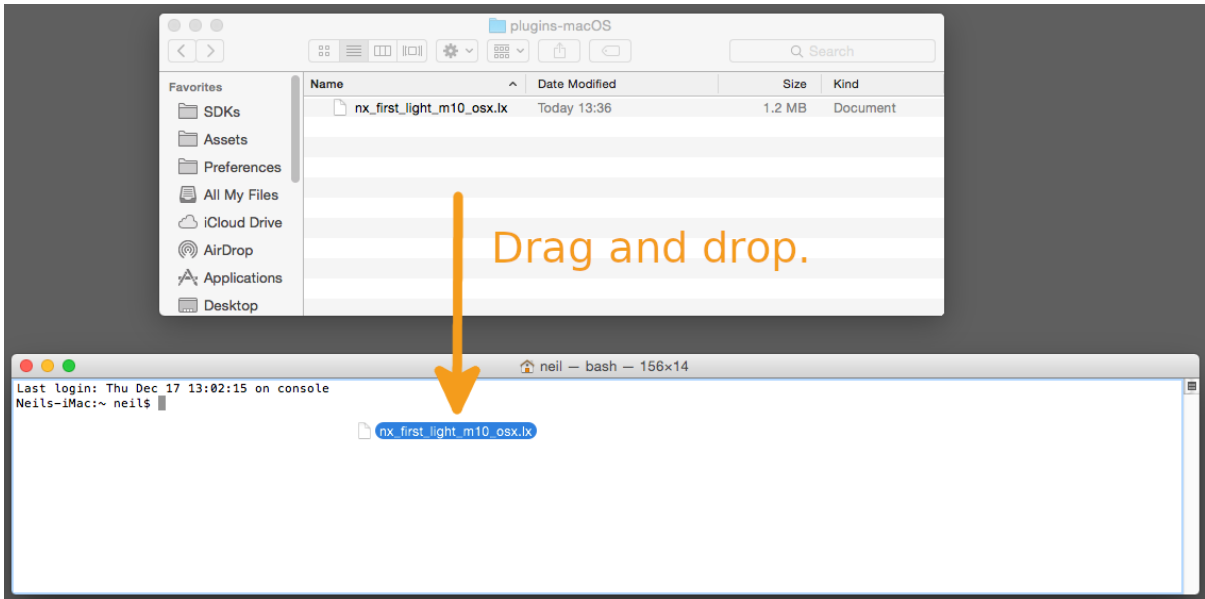 plugins-macOS
Search
Favorites
SDKs
Assets
Preferences
All My Files
iCloud Drive
AirDrop
Applications
Desktop
Name Date Modified Size Kind
nx_first_light_m10_osx.lx Today 13:36 1.2 MB Document
Drag and drop.
neil — bash — 156×14
Last login: Thu Dec 17 13:02:15 on console
Neils-iMac:~ neil$
nx_first_light_m10_osx.lx